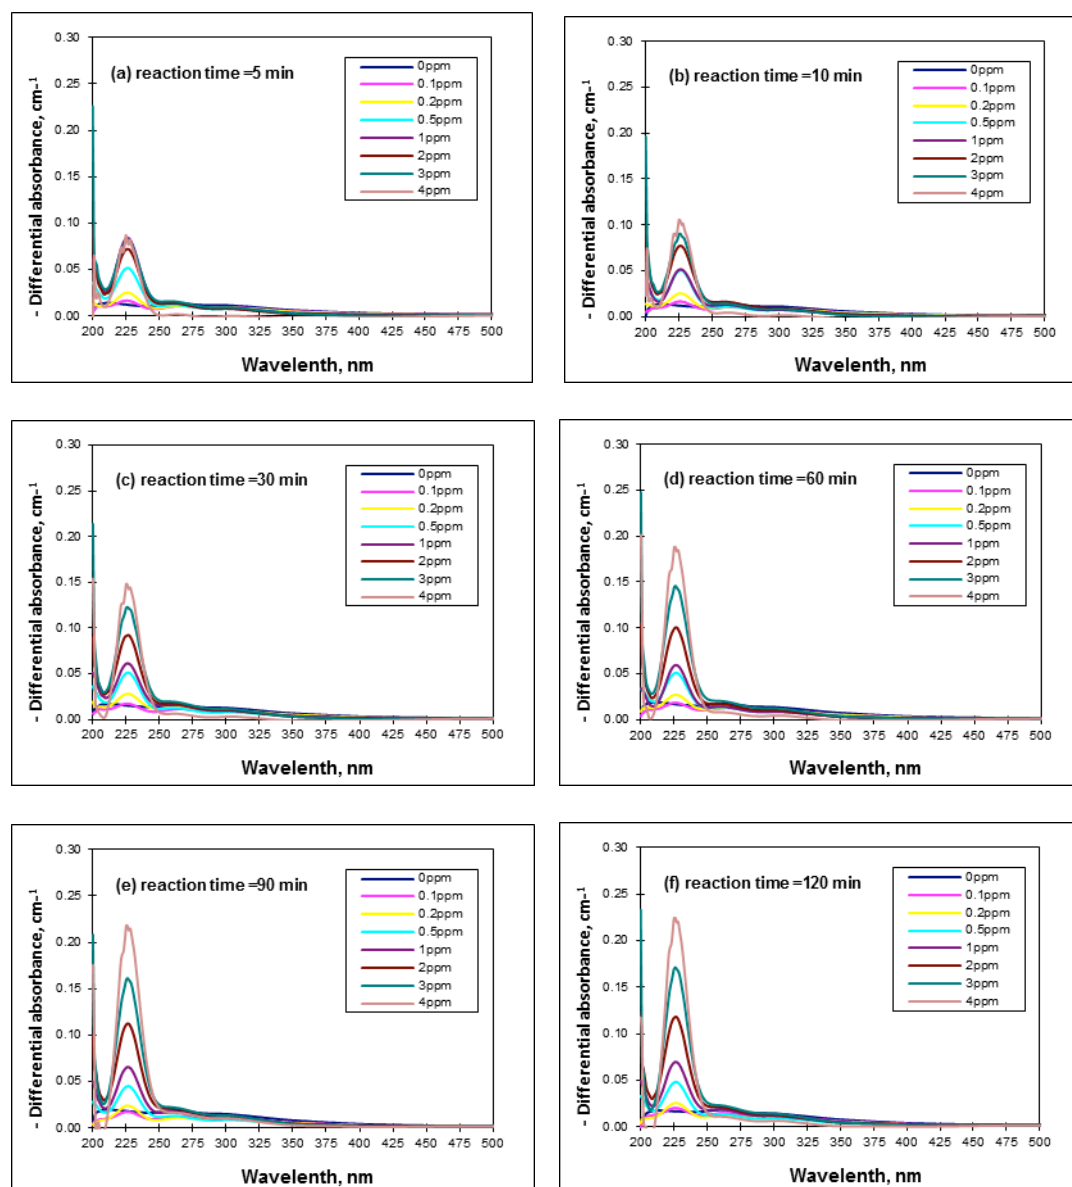 (a) reaction time =5 min
- Differential absorbance, cm-1
0.30
0.25
0.20
0.15
0.10
0.05
0.00
200 225 250 275 300 325 350 375 400 425 450 475 500
Wavelenth, nm
0ppm
0.1ppm
0.2ppm
0.5ppm
1ppm
2ppm
3ppm
4ppm
(b) reaction time =10 min
- Differential absorbance, cm-1
0.30
0.25
0.20
0.15
0.10
0.05
0.00
200 225 250 275 300 325 350 375 400 425 450 475 500
Wavelenth, nm
0ppm
0.1ppm
0.2ppm
0.5ppm
1ppm
2ppm
3ppm
4ppm
(c) reaction time =30 min
- Differential absorbance, cm-1
0.30
0.25
0.20
0.15
0.10
0.05
0.00
200 225 250 275 300 325 350 375 400 425 450 475 500
Wavelenth, nm
0ppm
0.1ppm
0.2ppm
0.5ppm
1ppm
2ppm
3ppm
4ppm
(d) reaction time =60 min
- Differential absorbance, cm-1
0.30
0.25
0.20
0.15
0.10
0.05
0.00
200 225 250 275 300 325 350 375 400 425 450 475 500
Wavelenth, nm
0ppm
0.1ppm
0.2ppm
0.5ppm
1ppm
2ppm
3ppm
4ppm
(e) reaction time =90 min
- Differential absorbance, cm-1
0.30
0.25
0.20
0.15
0.10
0.05
0.00
200 225 250 275 300 325 350 375 400 425 450 475 500
Wavelenth, nm
0ppm
0.1ppm
0.2ppm
0.5ppm
1ppm
2ppm
3ppm
4ppm
(f) reaction time =120 min
- Differential absorbance, cm-1
0.30
0.25
0.20
0.15
0.10
0.05
0.00
200 225 250 275 300 325 350 375 400 425 450 475 500
Wavelenth, nm
0ppm
0.1ppm
0.2ppm
0.5ppm
1ppm
2ppm
3ppm
4ppm